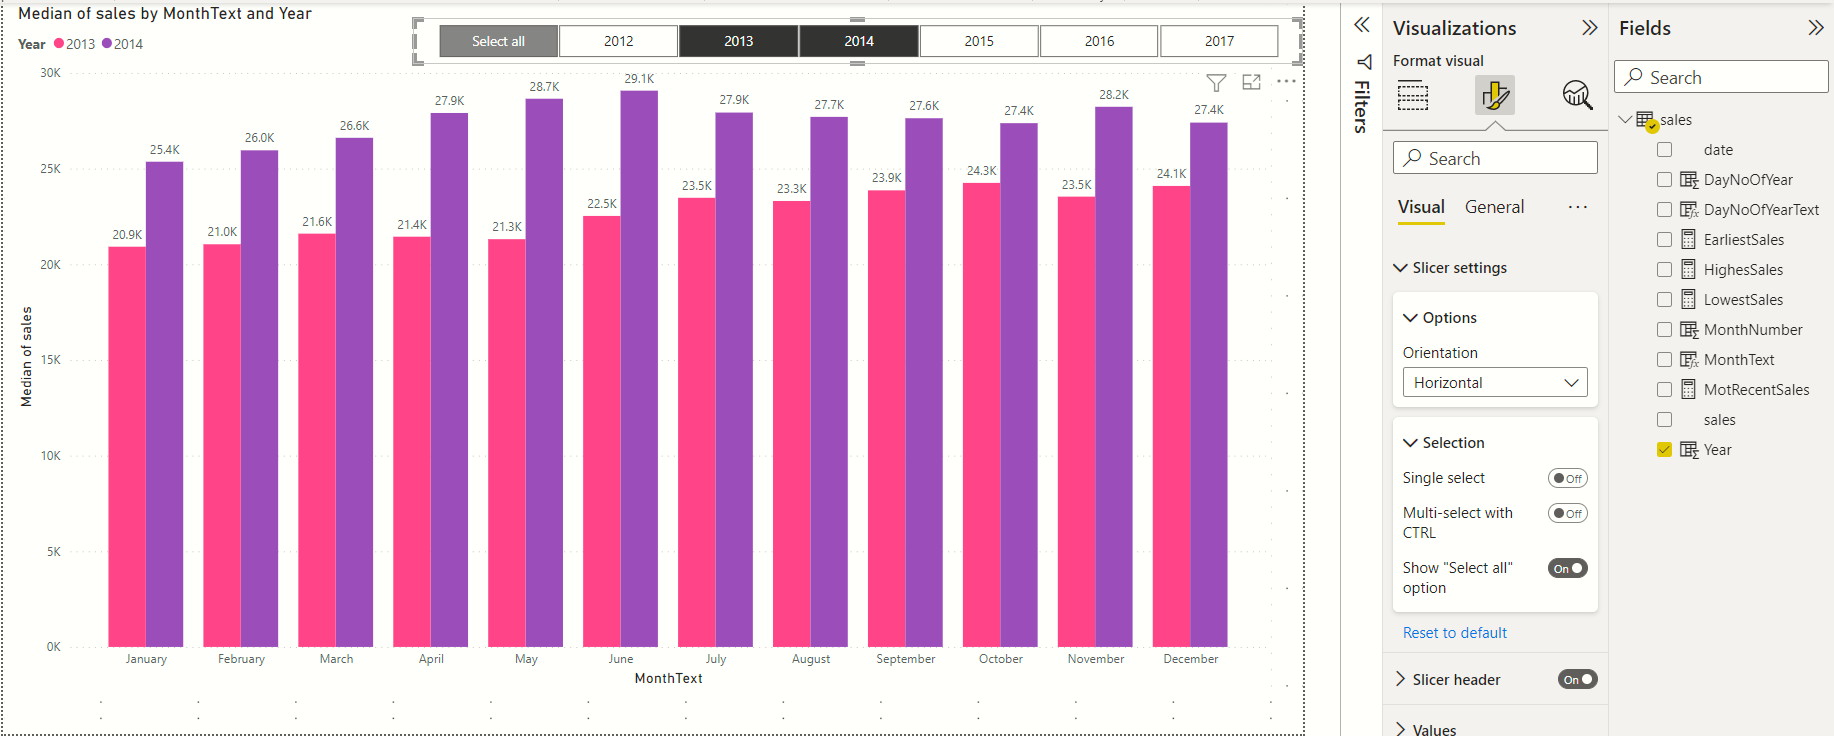 Median of sales by MonthText and Year
Year 2013 2014
Select all 2012 2013 2014 2015 2016 2017
30K
25K
20K
15K
10K
5K
0K
Median of sales
20.9K 25.4K
21.0K 26.0K
21.6K 26.6K
21.4K 27.9K
21.3K 28.7K
22.5K 29.1K
23.5K 27.9K
23.3K 27.7K
23.9K 27.6K
24.3K 27.4K
23.5K 28.2K
24.1K 27.4K
January February March April May June July August September October November December
MonthText
Filters
Visualizations
Format visual
Search
Visual General
Slicer settings
Options
Orientation
Horizontal
Selection
Single select Off
Multi-select with Off
CTRL
Show "Select all" On
option
Reset to default
Slicer header On
Values
Fields
Search
sales
date
DayNoOfYear
DayNoOfYearText
EarliestSales
HighesSales
LowestSales
MonthNumber
MonthText
MotRecentSales
sales
Year